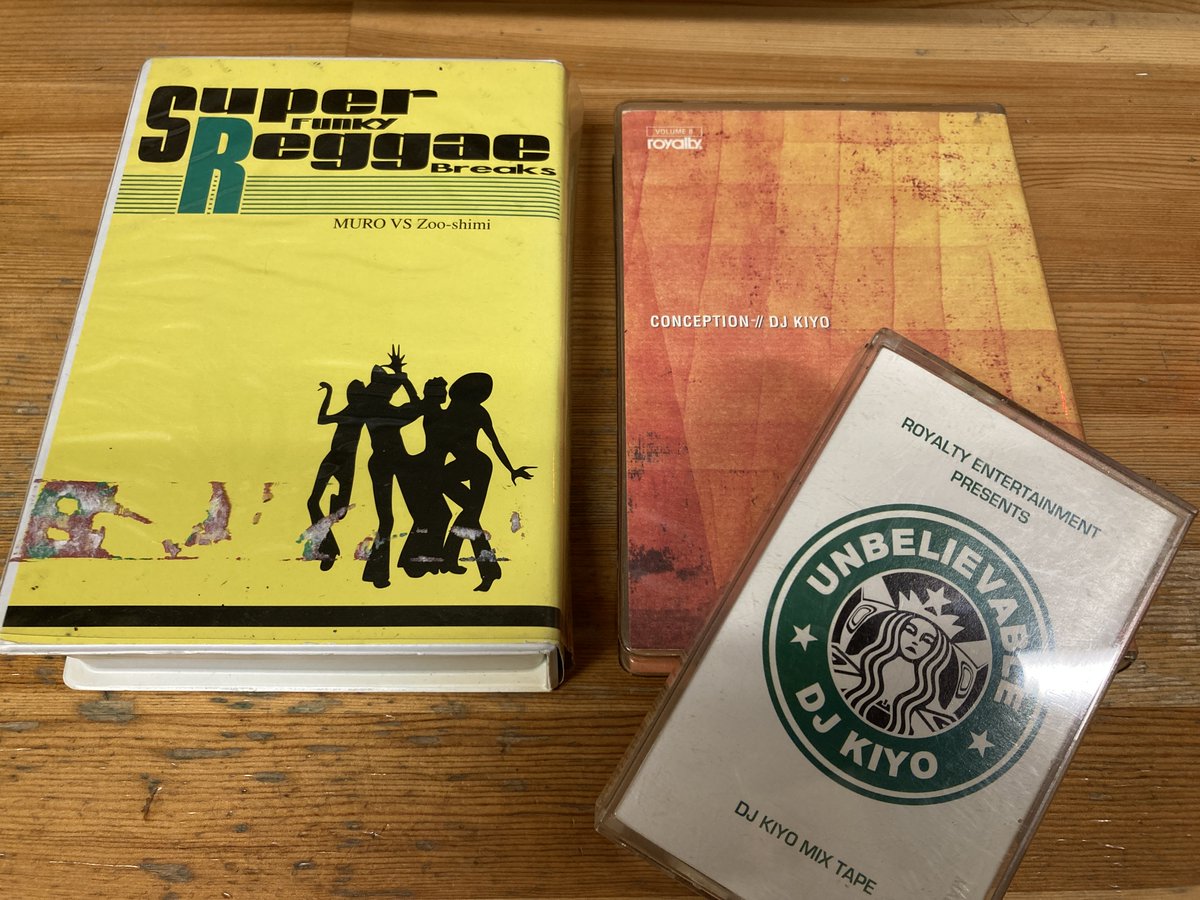 Super
Funky
Reggae
Breaks
MURO VS Zoo-shimi
VOLUME 8
royalty.
CONCEPTION-// DJ KIYO
ROYALTY ENTERTAINMENT
PRESENTS
UNBELIEVABLE
DJ KIYO
DJ KIYO MIX TAPE